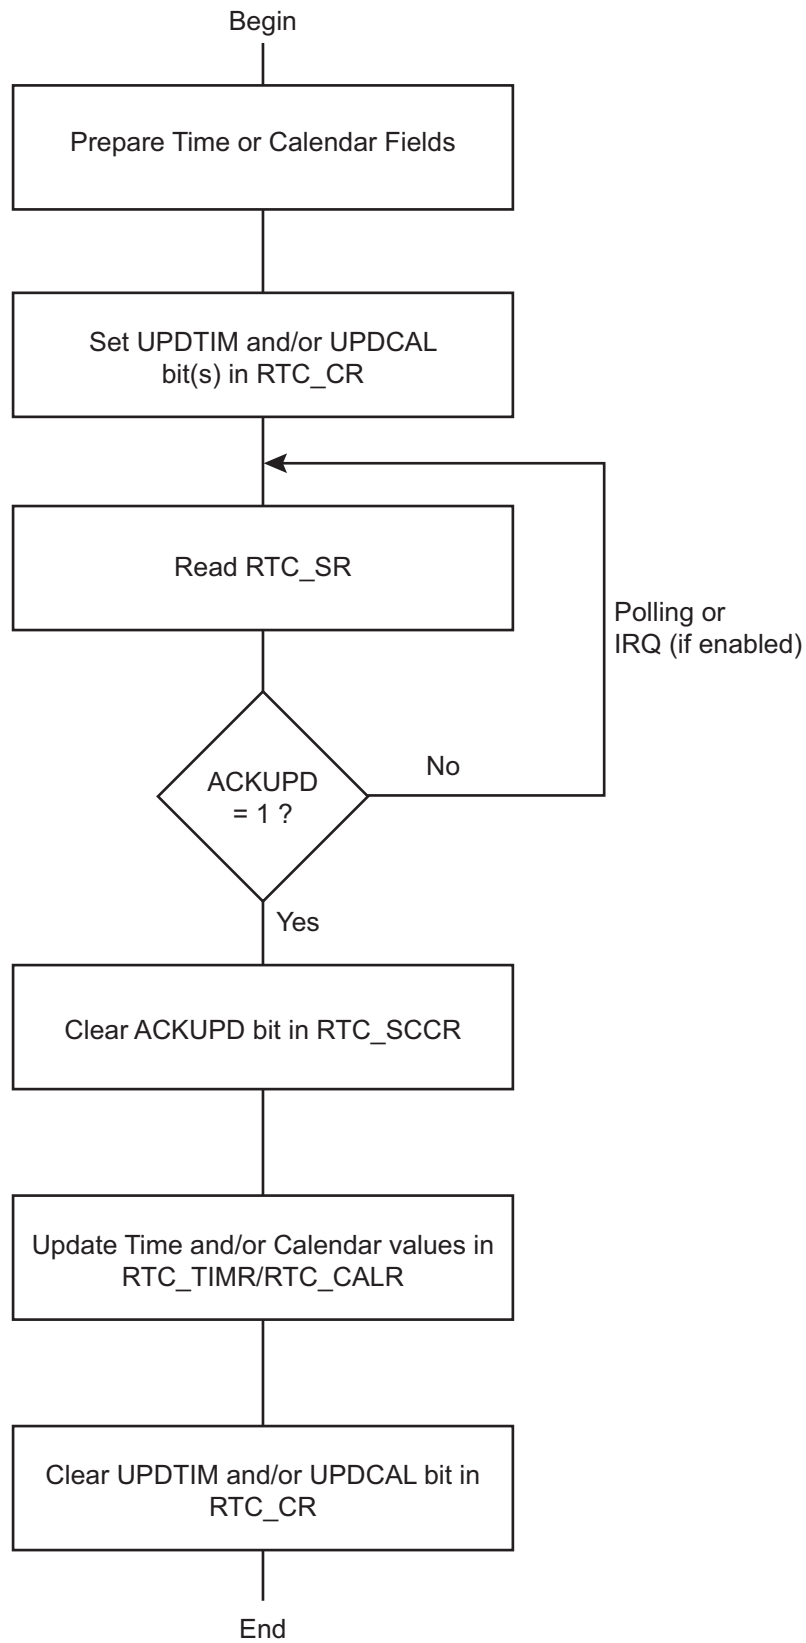 Begin
Prepare Time or Calendar Fields
Set UPDTIM and/or UPDCAL
bit(s) in RTC_CR
Read RTC_SR
Polling or
IRQ (if enabled)
ACKUPD
= 1 ?
No
Yes
Clear ACKUPD bit in RTC_SCCR
Update Time and/or Calendar values in
RTC_TIMR/RTC_CALR
Clear UPDTIM and/or UPDCAL bit in
RTC_CR
End